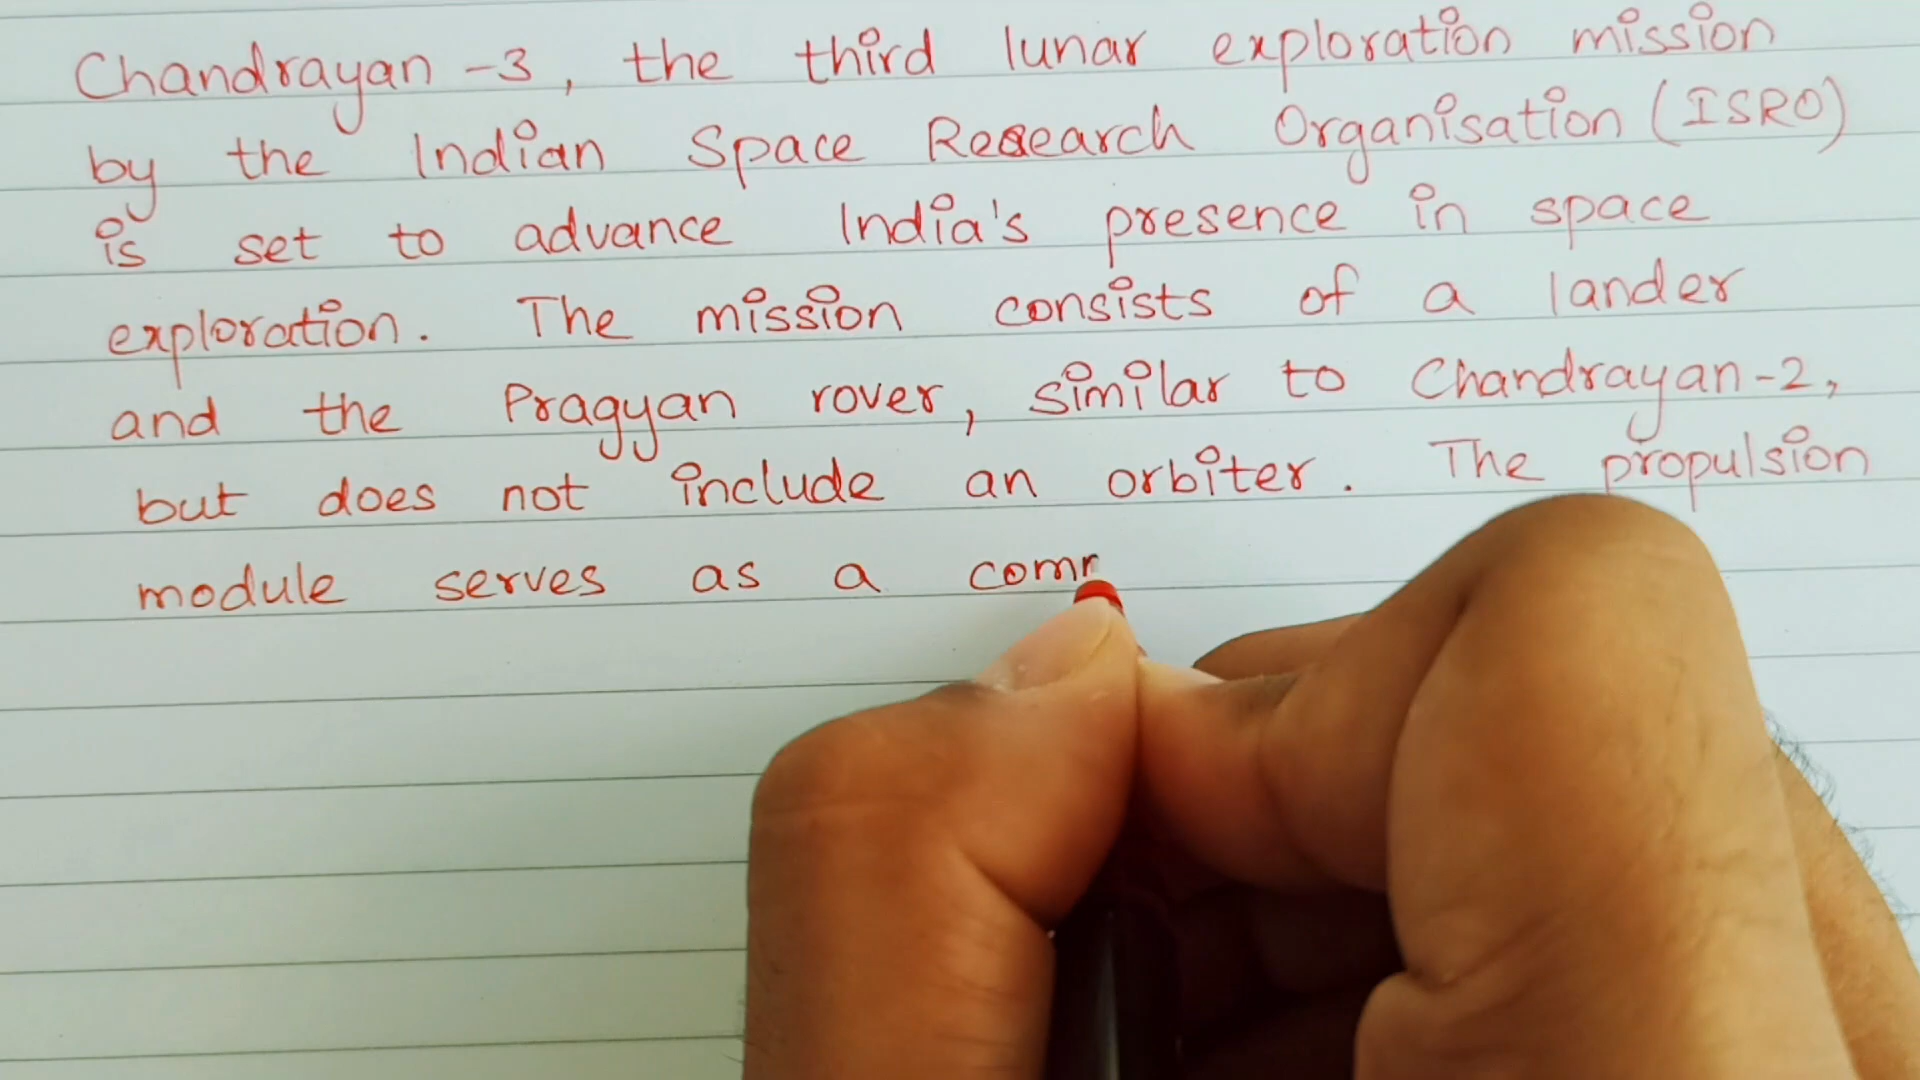 Chandrayan-3, the third lunar exploration mission
by the Indian Space Research Organisation (ISRO)
is set to advance India's presence in space
exploration. The mission consists of a lander
and the Pragyan rover, similar to Chandrayan-2,
but does not include an orbiter. The propulsion
module serves as a